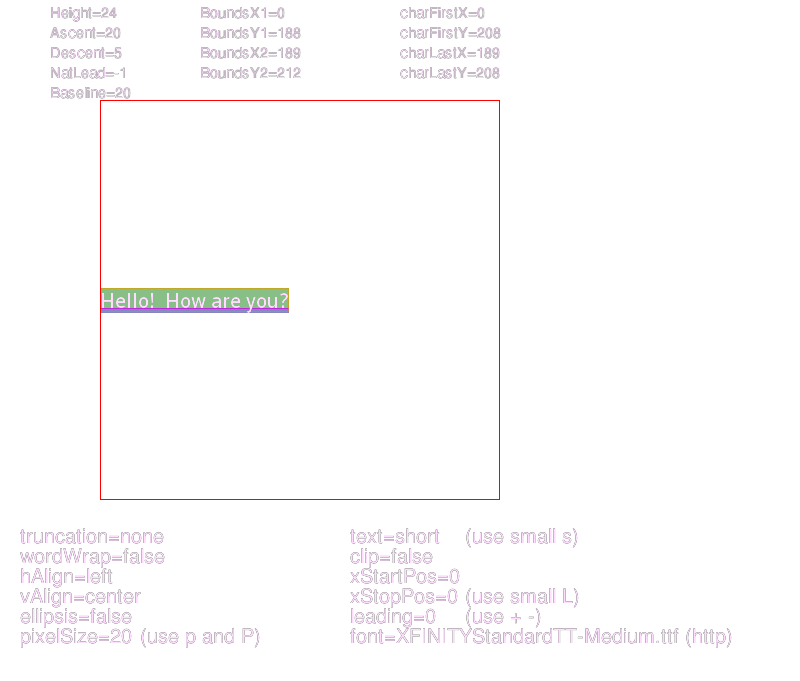 Height=24 BoundsX1=0 charFirstX=0
Ascent=20 BoundsY1=188 charFirstY=208
Descent=5 BoundsX2=189 charLastX=189
NatLead=-1 BoundsY2=212 charLastY=208
Baseline=20
Hello!  How are you?
truncation=none text=short (use small s)
wordWrap=false clip=false
hAlign=left xStartPos=0
vAlign=center xStopPos=0 (use small L)
ellipsis=false leading=0 (use + -)
pixelSize=20 (use p and P) font=XFINITYStandardTT-Medium.ttf (http)